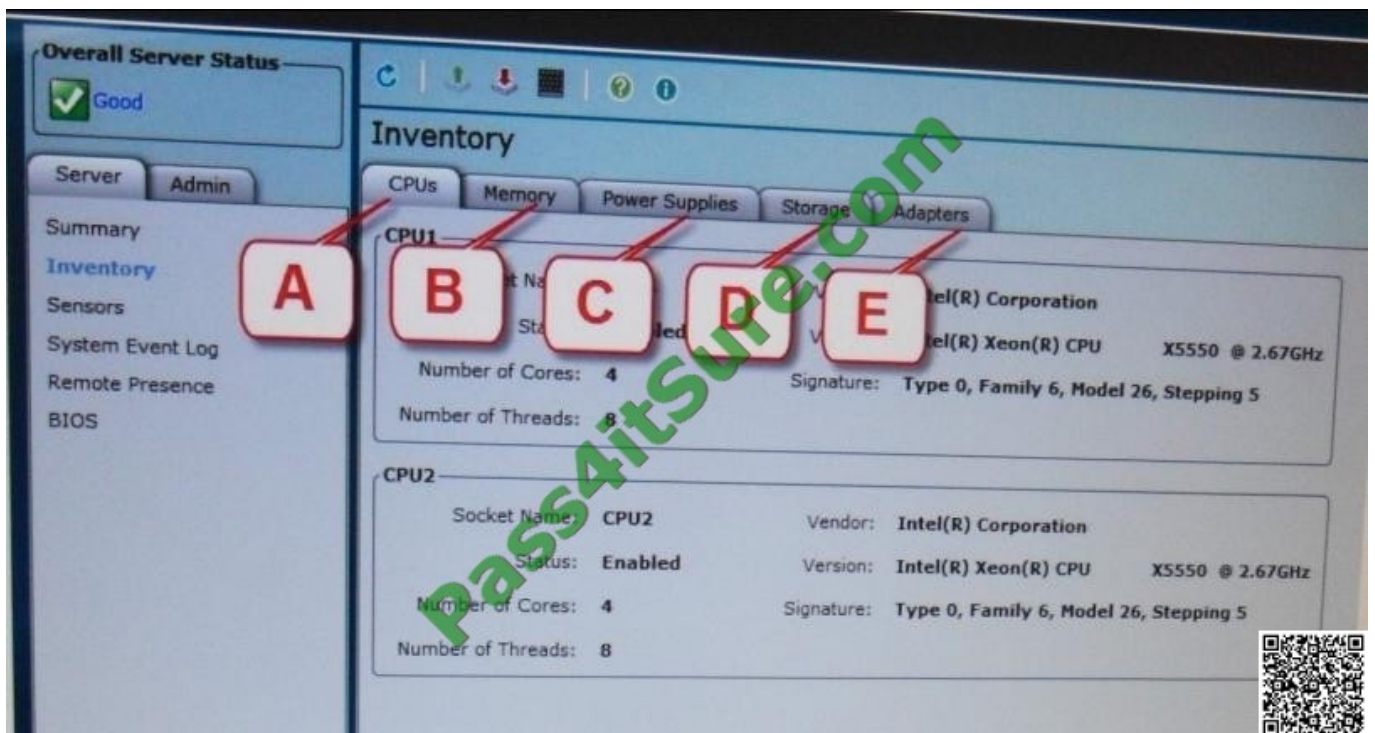 Overall Server Status
Good
Server Admin
Summary
Inventory
Sensors
System Event Log
Remote Presence
BIOS
Inventory
CPUs Memory Power Supplies Storage Adapters
A B C D E
CPU1
Intel(R) Corporation
Intel(R) Xeon(R) CPU X5550 @ 2.67GHz
Number of Cores: 4 Signature: Type 0, Family 6, Model 26, Stepping 5
Number of Threads: 8
CPU2
Socket Name: CPU2 Vendor: Intel(R) Corporation
Status: Enabled Version: Intel(R) Xeon(R) CPU X5550 @ 2.67GHz
Number of Cores: 4 Signature: Type 0, Family 6, Model 26, Stepping 5
Number of Threads: 8
Pass4itSure.com